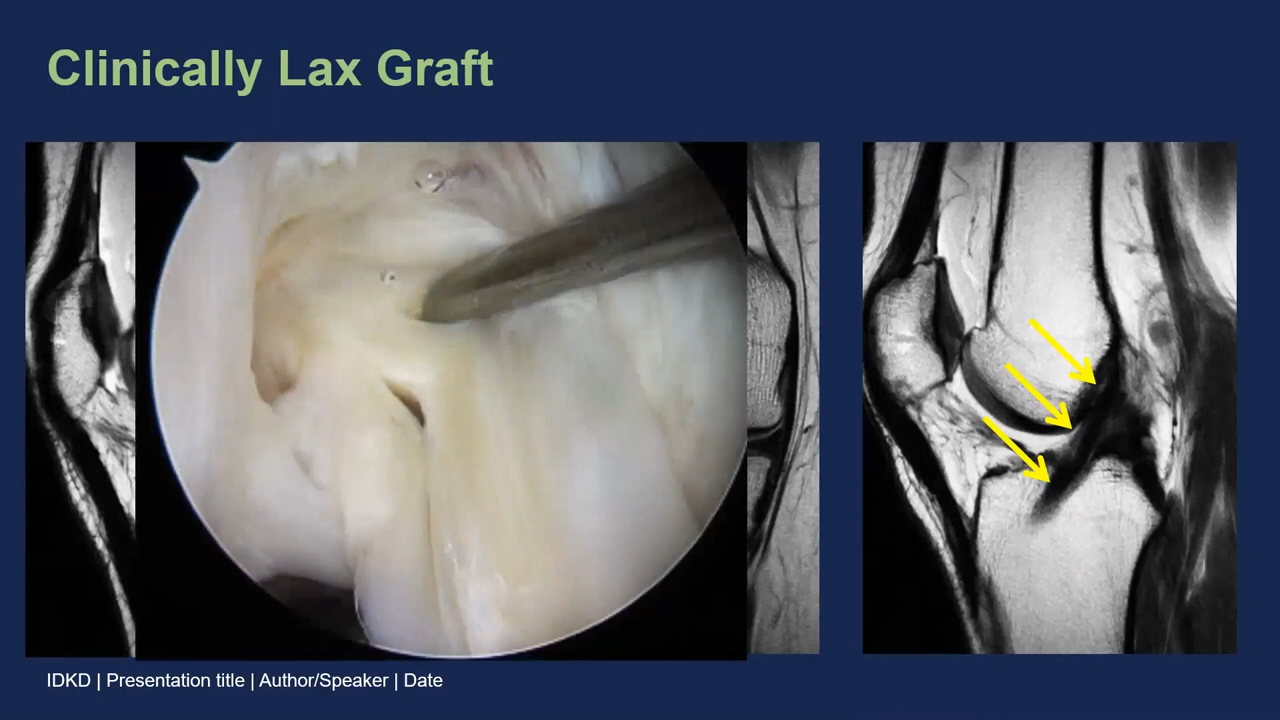 Clinically Lax Graft
IDKD | Presentation title | Author/Speaker | Date